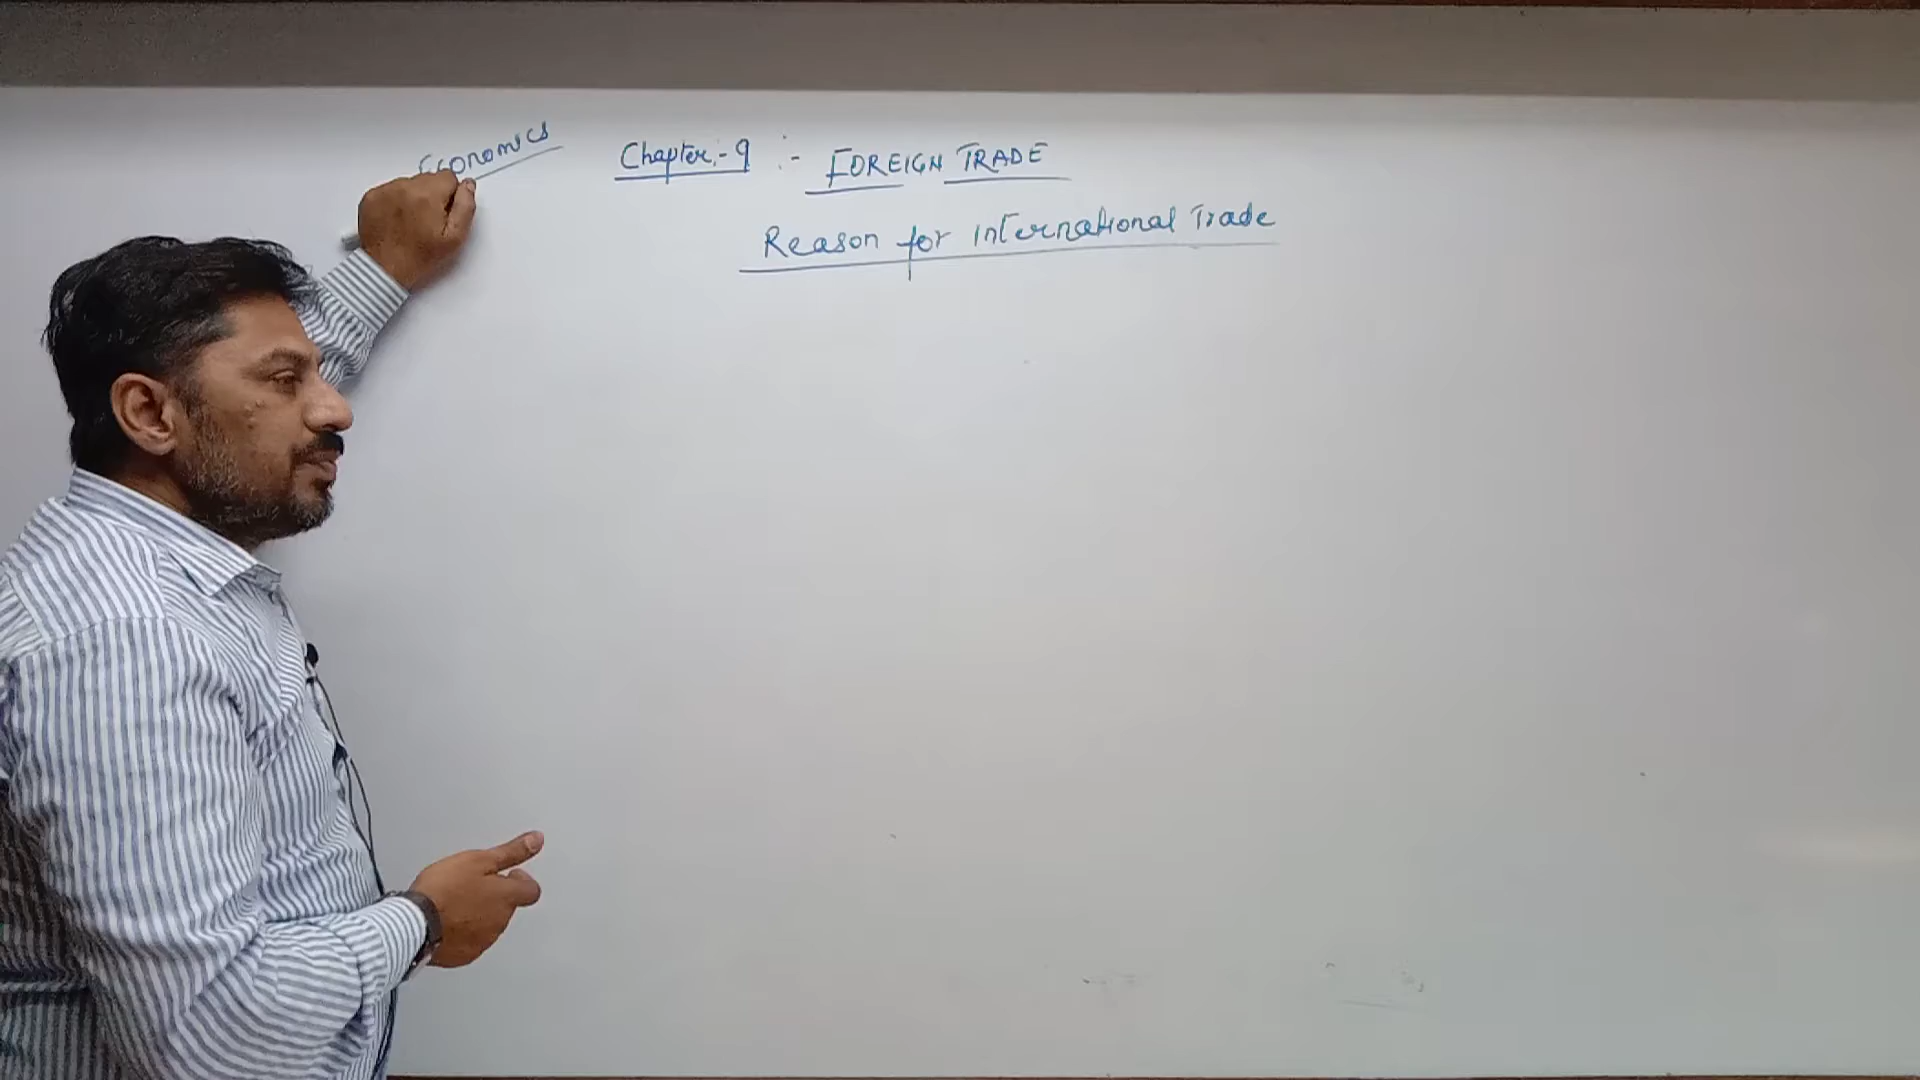 Economics Chapter:-9 :- FOREIGN TRADE
Reason for International Trade